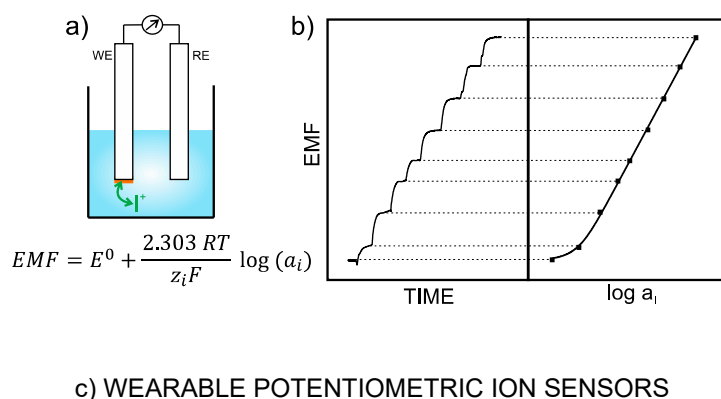 a)
WE
RE
I⁺
EMF = E⁰ + 2.303 RT / zᵢF log (aᵢ)
b)
EMF
TIME
log aᵢ
c) WEARABLE POTENTIOMETRIC ION SENSORS